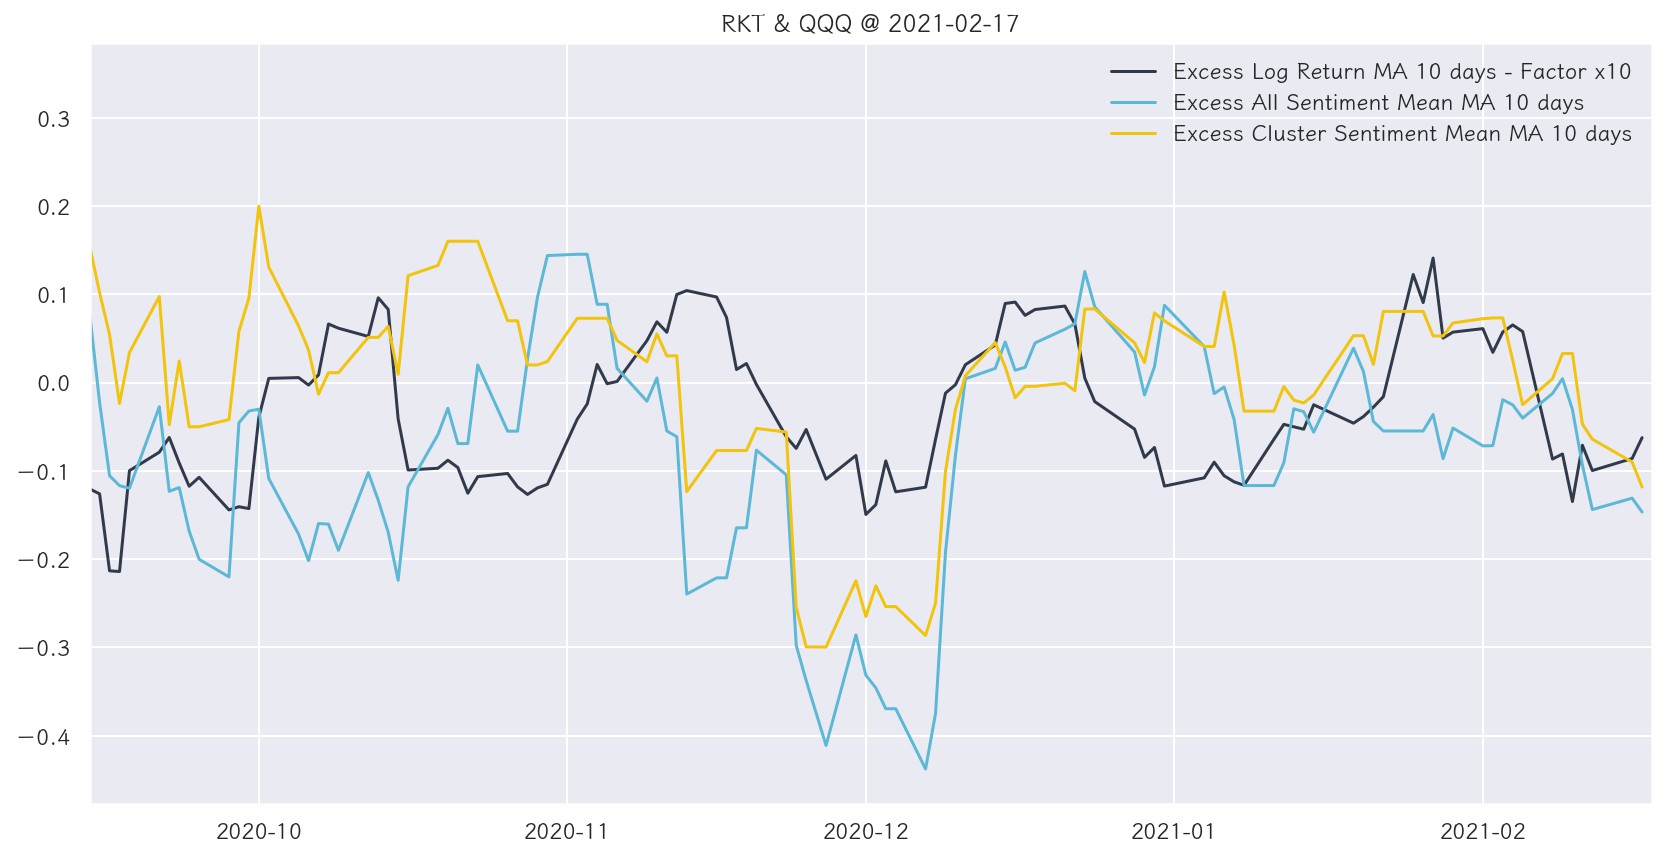 RKT & QQQ @ 2021-02-17
Excess Log Return MA 10 days - Factor x10
Excess All Sentiment Mean MA 10 days
Excess Cluster Sentiment Mean MA 10 days
0.3
0.2
0.1
0.0
−0.1
−0.2
−0.3
−0.4
2020-10 2020-11 2020-12 2021-01 2021-02